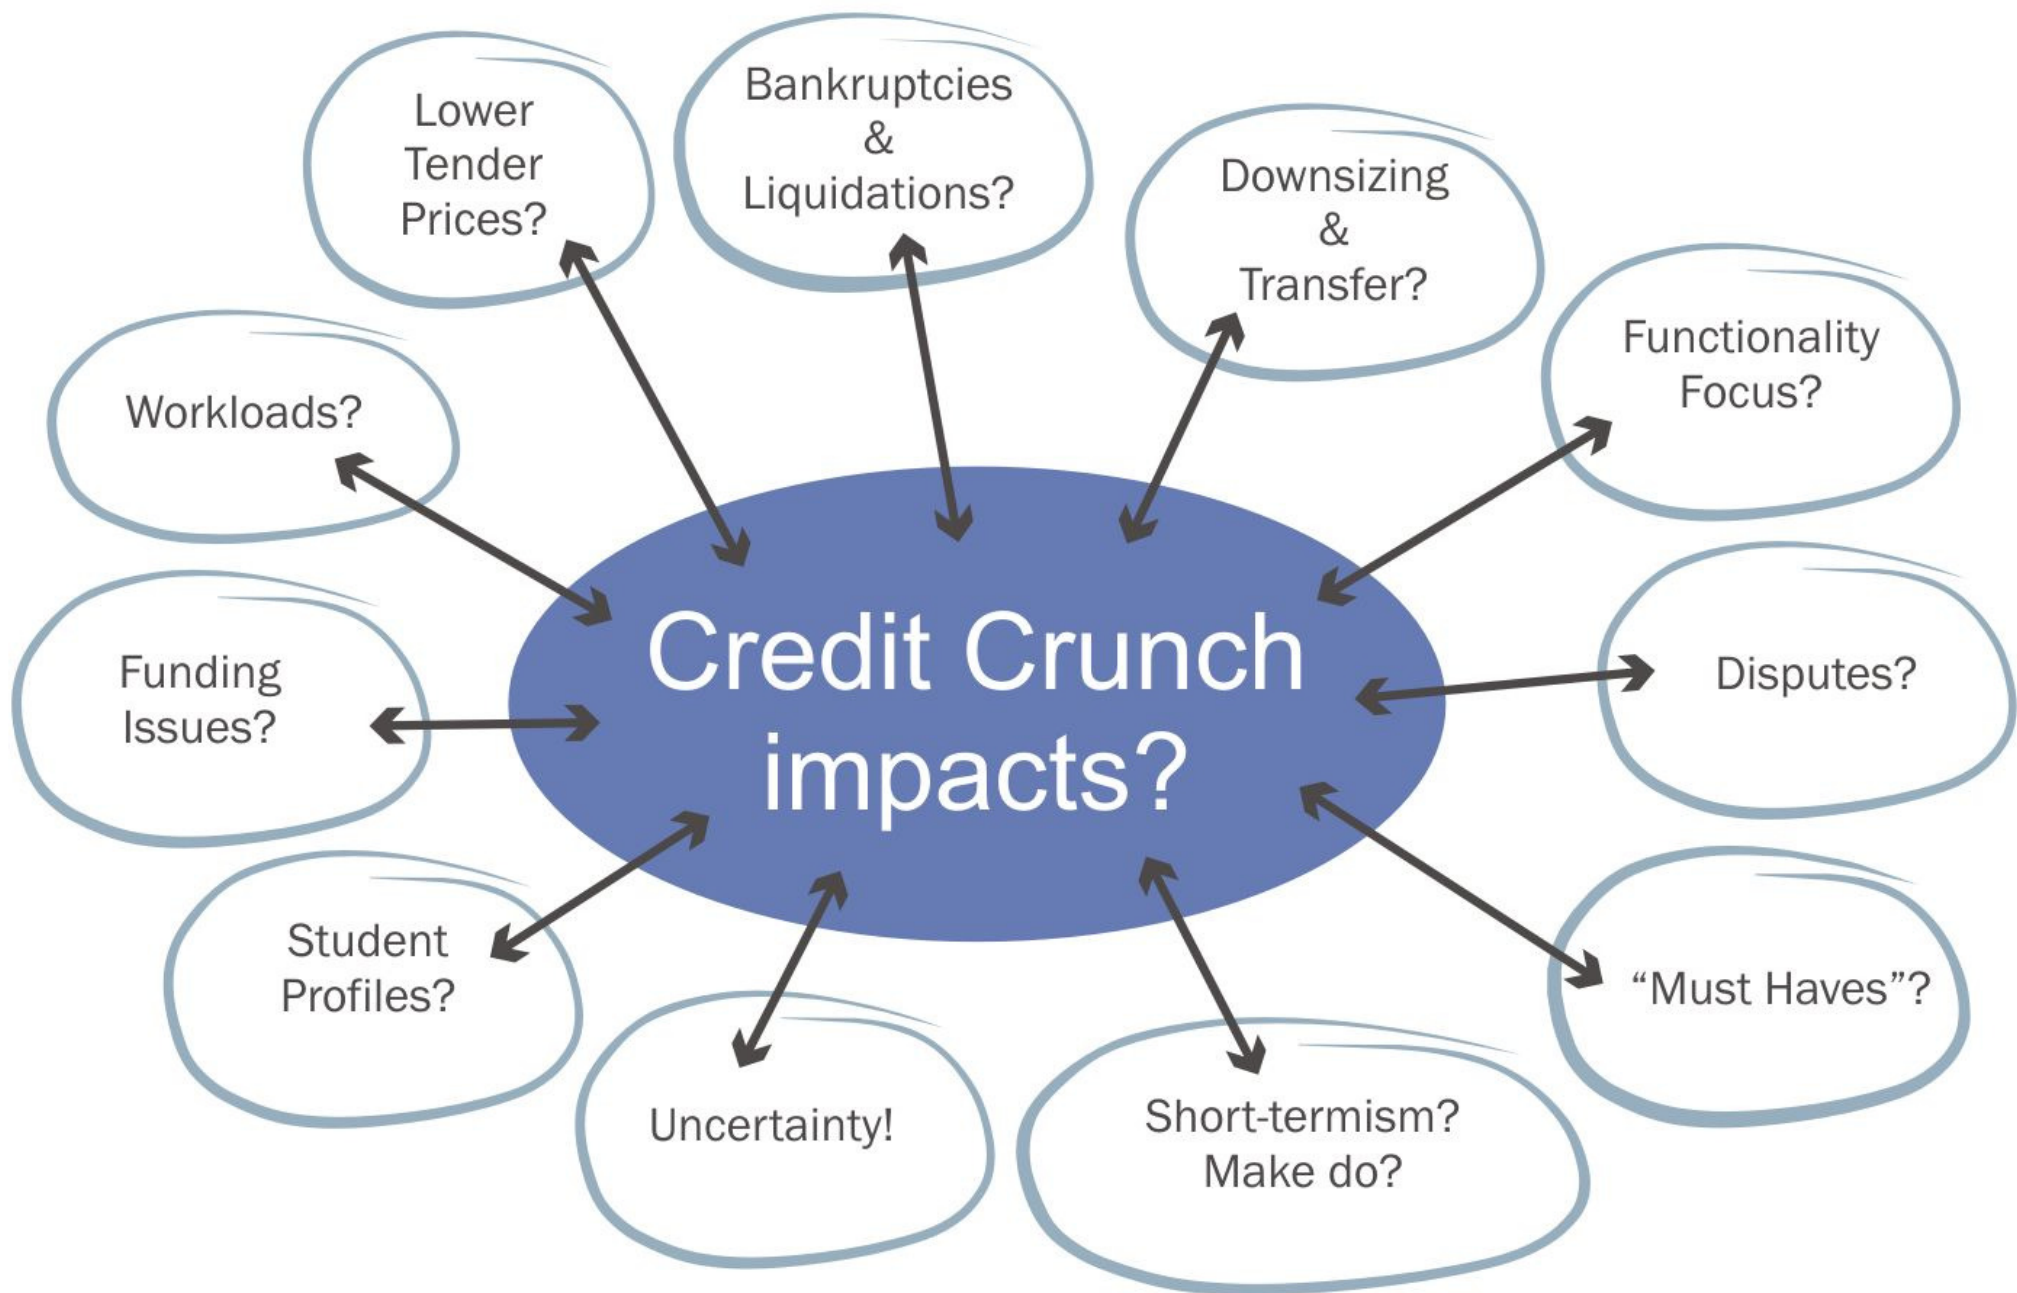 Lower
Tender
Prices?
Bankruptcies
&
Liquidations?
Downsizing
&
Transfer?
Functionality
Focus?
Workloads?
Credit Crunch
impacts?
Funding
Issues?
Disputes?
Student
Profiles?
“Must Haves”?
Uncertainty!
Short-termism?
Make do?